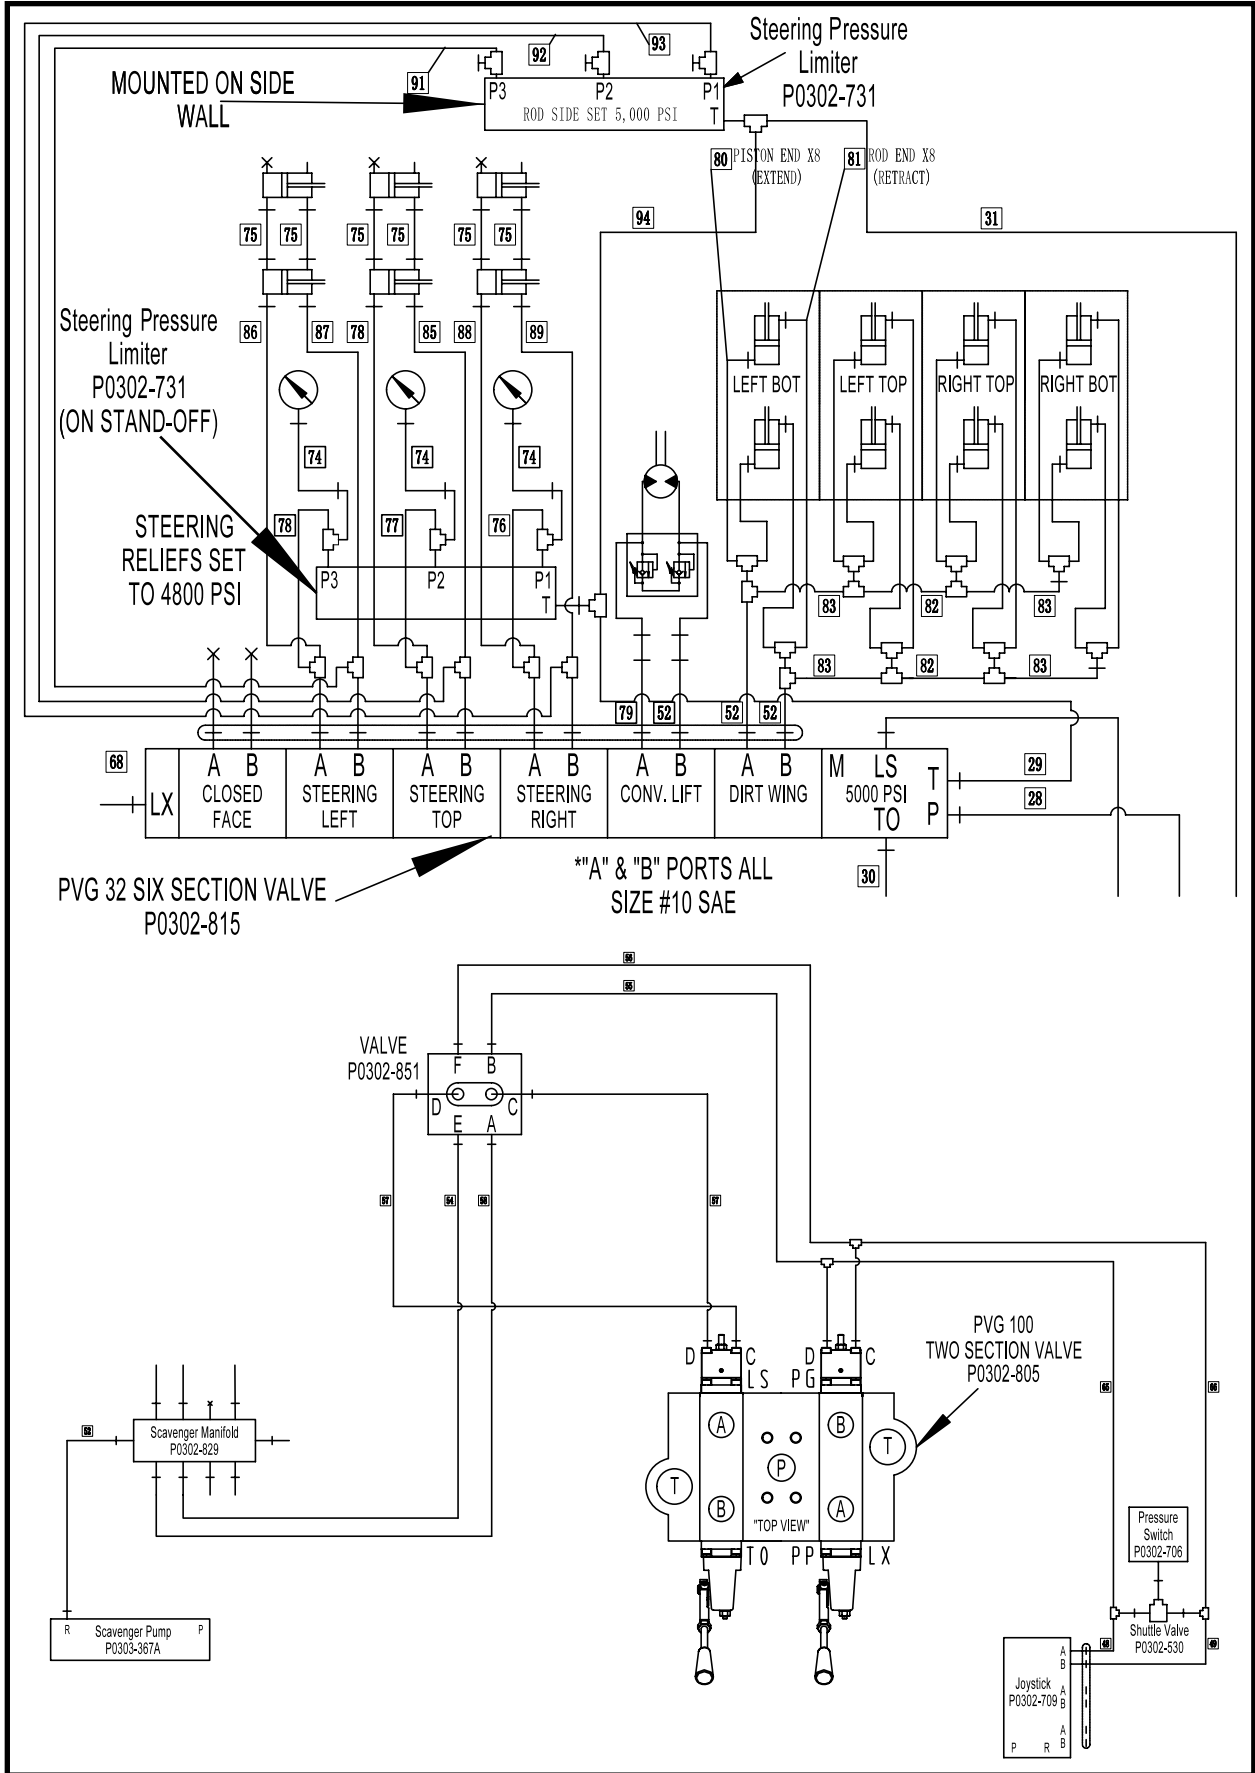 93
92
91
Steering Pressure
Limiter
P0302-731
MOUNTED ON SIDE
WALL
P3
P2
P1
ROD SIDE SET 5,000 PSI
T
80
PISTON END X8
(EXTEND)
81
ROD END X8
(RETRACT)
94
31
75
75
75
75
75
75
86
87
78
85
88
89
Steering Pressure
Limiter
P0302-731
(ON STAND-OFF)
LEFT BOT
LEFT TOP
RIGHT TOP
RIGHT BOT
74
74
74
78
77
76
STEERING
RELIEFS SET
TO 4800 PSI
P3
P2
P1
T
83
82
83
83
82
83
79
52
52
52
68
LX
A B
CLOSED
FACE
A B
STEERING
LEFT
A B
STEERING
TOP
A B
STEERING
RIGHT
A B
CONV. LIFT
A B
DIRT WING
M LS
5000 PSI
TO
T
P
29
28
30
PVG 32 SIX SECTION VALVE
P0302-815
*"A" & "B" PORTS ALL
SIZE #10 SAE
VALVE
P0302-851
F B
D C
E A
57
57
PVG 100
TWO SECTION VALVE
P0302-805
D C
LS
D C
PG
A
B
T
P
T
B
A
"TOP VIEW"
TO PP LX
Scavenger Manifold
P0302-829
Pressure
Switch
P0302-706
Shuttle Valve
P0302-530
R
Scavenger Pump
P0303-367A
P
Joystick
P0302-709
A
B
A
B
A
B
P R